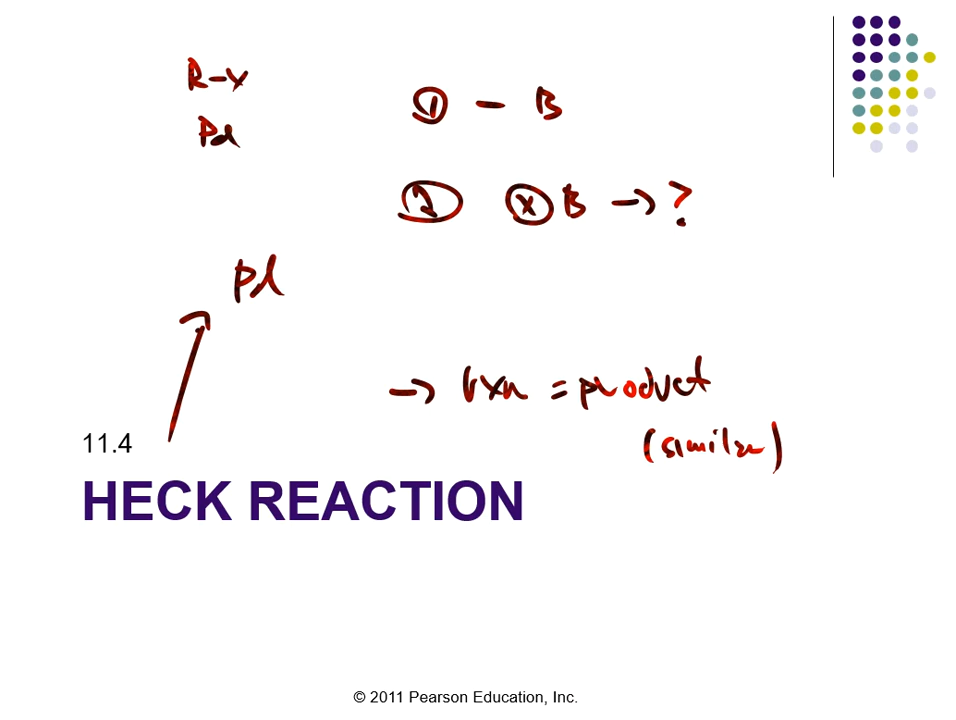 R-X
Pd
① - B
② ⓧ B → ?
Pd
→ rxn = product
(similar)
11.4
HECK REACTION
© 2011 Pearson Education, Inc.